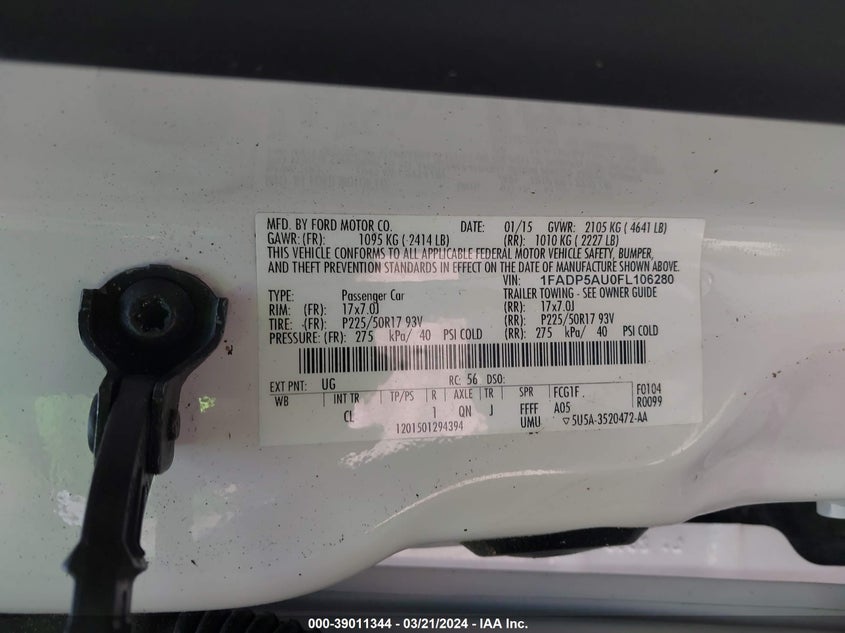 MFD. BY FORD MOTOR CO. DATE: 01/15 GVWR: 2105 KG ( 4641 LB)
GAWR: (FR): 1095 KG ( 2414 LB) (RR): 1010 KG ( 2227 LB)
THIS VEHICLE CONFORMS TO ALL APPLICABLE FEDERAL MOTOR VEHICLE SAFETY, BUMPER,
AND THEFT PREVENTION STANDARDS IN EFFECT ON THE DATE OF MANUFACTURE SHOWN ABOVE.
VIN: 1FADP5AU0FL106280
TYPE: Passenger Car TRAILER TOWING - SEE OWNER GUIDE
RIM: (FR): 17x7.0J (RR): 17x7.0J
TIRE: (FR): P225/50R17 93V (RR): P225/50R17 93V
PRESSURE: (FR): 275 kPa/ 40 PSI COLD (RR): 275 kPa/ 40 PSI COLD
EXT PNT: UG RC: 56 DSO:
WB INT TR TP/PS R AXLE TR SPR FCG1F. F0104
CL 1 QN J FFFF A05 R0099
1201501294394 UMU ▽5U5A-3520472-AA
000-39011344 - 03/21/2024 - IAA Inc.